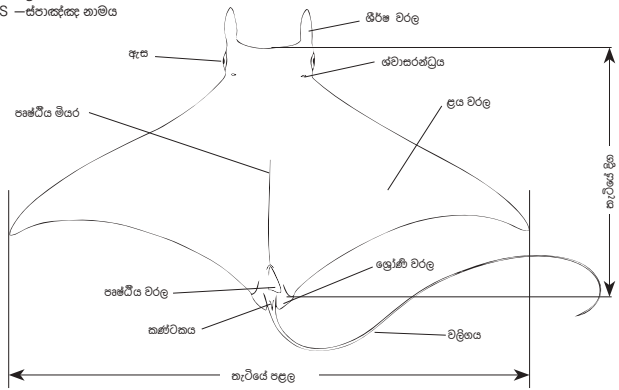 S —ස්පාඤ්ඤ නාමය
ශීර්ෂ වරල
ඇස
ශ්වාසරන්ධ්‍රය
පෘෂ්ඨීය මියර
ළය වරල
තැටියේ දිග
ශ්‍රෝණි වරල
පෘෂ්ඨීය වරල
කණ්ටකය
වලිගය
තැටියේ පළල